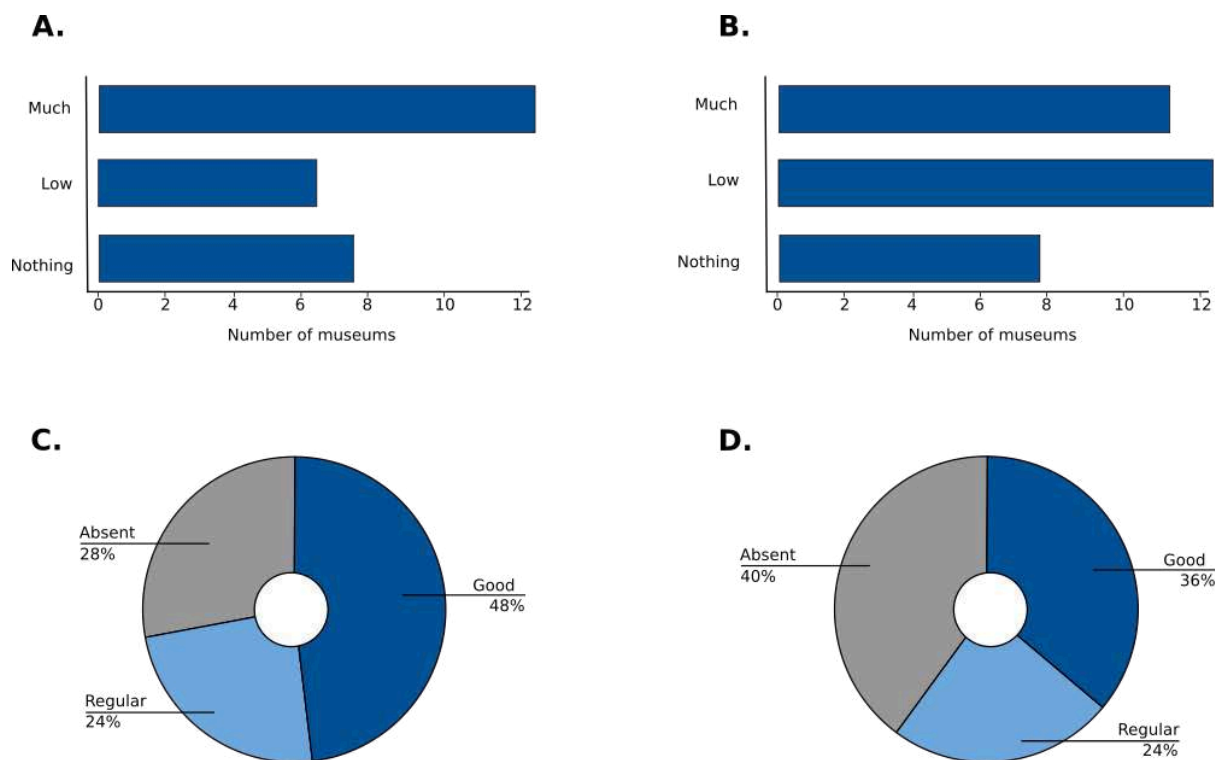 A.
B.
Much
Low
Nothing
0 2 4 6 8 10 12
Number of museums
Much
Low
Nothing
0 2 4 6 8 10 12
Number of museums
C.
Absent
28%
Good
48%
Regular
24%
D.
Absent
40%
Good
36%
Regular
24%